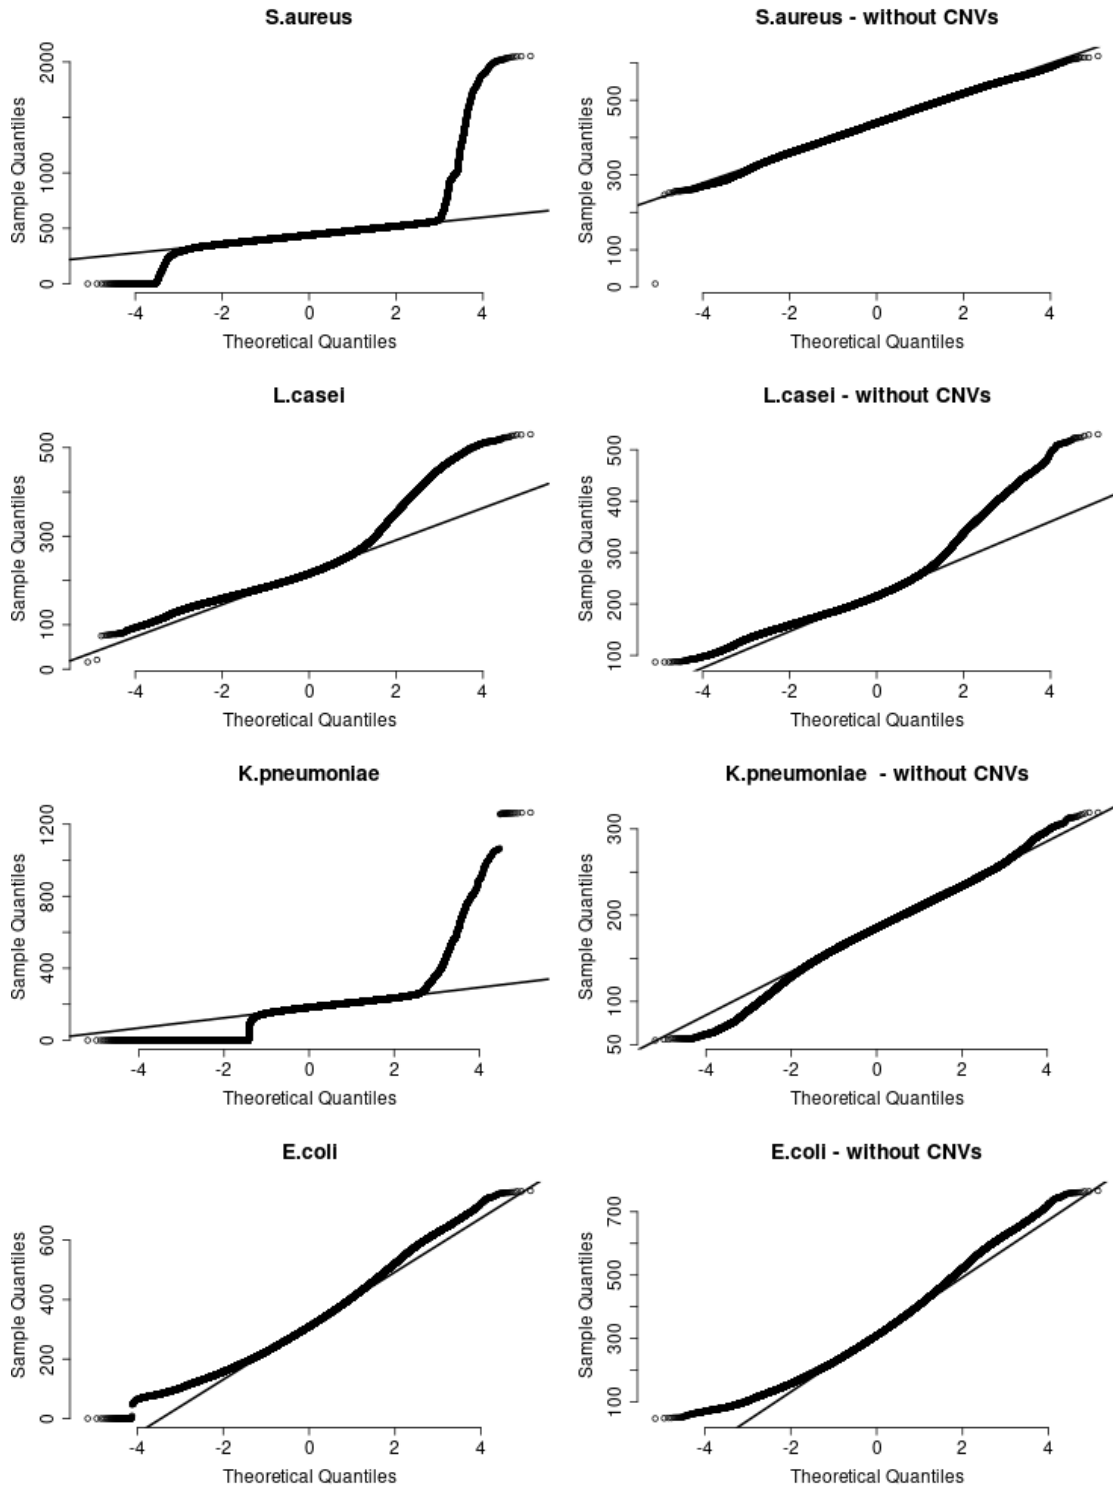 S.aureus
Sample Quantiles
0 500 1000 2000
-4 -2 0 2 4
Theoretical Quantiles
S.aureus - without CNVs
Sample Quantiles
0 100 300 500
-4 -2 0 2 4
Theoretical Quantiles
L.casei
Sample Quantiles
0 100 300 500
-4 -2 0 2 4
Theoretical Quantiles
L.casei - without CNVs
Sample Quantiles
100 200 300 400 500
-4 -2 0 2 4
Theoretical Quantiles
K.pneumoniae
Sample Quantiles
0 400 800 1200
-4 -2 0 2 4
Theoretical Quantiles
K.pneumoniae - without CNVs
Sample Quantiles
50 100 200 300
-4 -2 0 2 4
Theoretical Quantiles
E.coli
Sample Quantiles
0 200 400 600
-4 -2 0 2 4
Theoretical Quantiles
E.coli - without CNVs
Sample Quantiles
100 300 500 700
-4 -2 0 2 4
Theoretical Quantiles